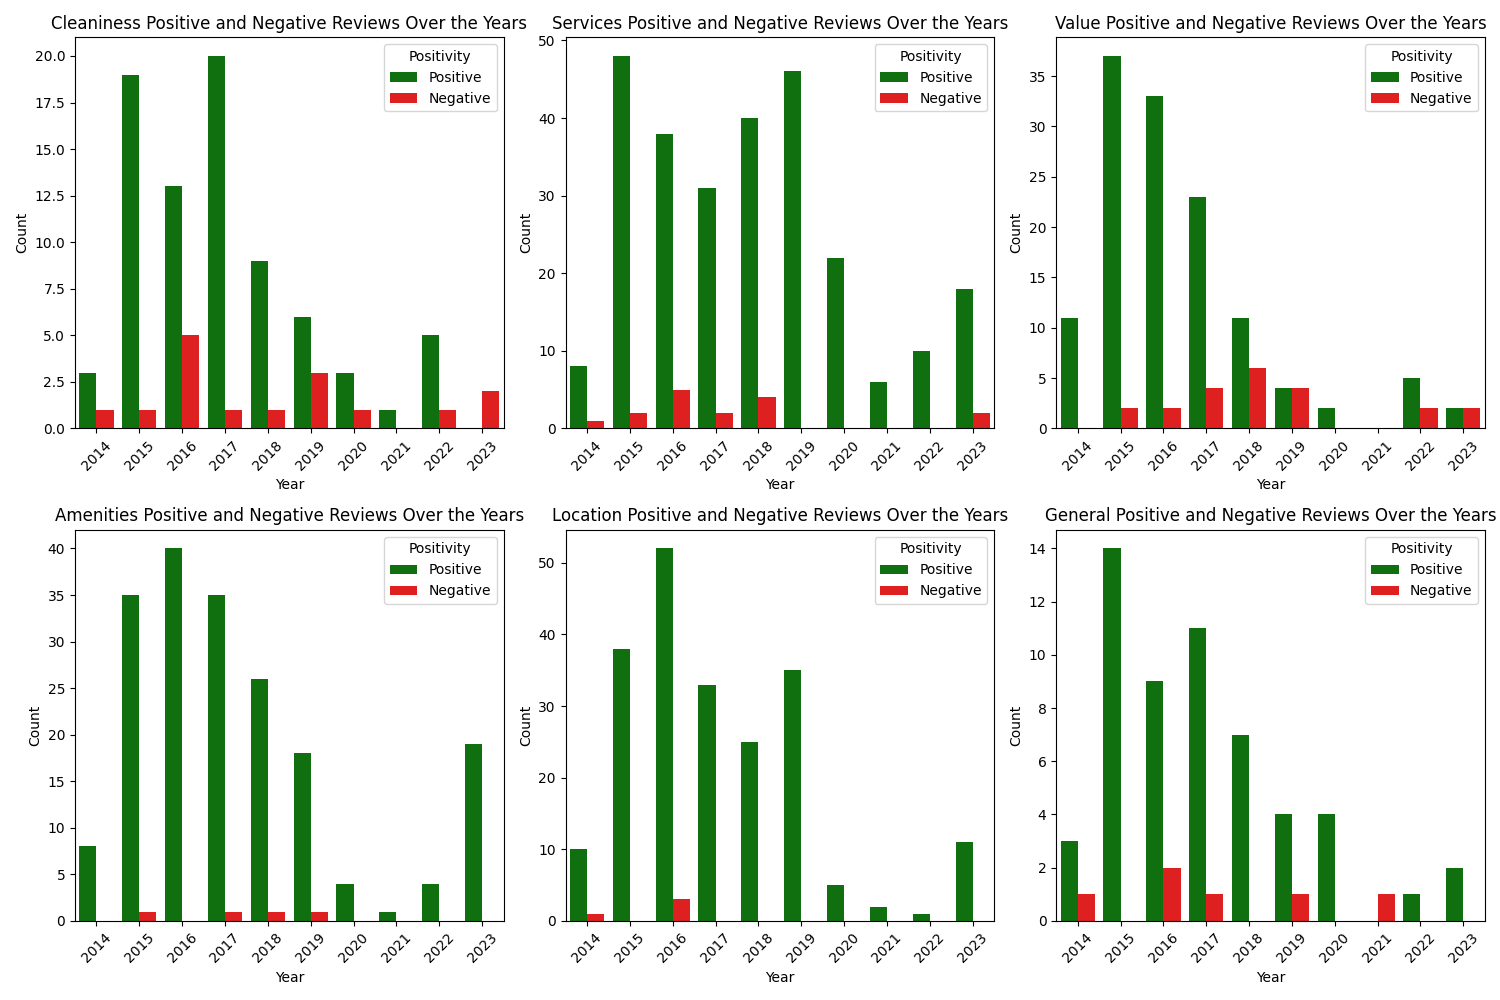 Cleaniness Positive and Negative Reviews Over the Years
Count
20.0
17.5
15.0
12.5
10.0
7.5
5.0
2.5
0.0
Positivity
Positive
Negative
2014 2015 2016 2017 2018 2019 2020 2021 2022 2023
Year
Services Positive and Negative Reviews Over the Years
Count
50
40
30
20
10
0
Positivity
Positive
Negative
2014 2015 2016 2017 2018 2019 2020 2021 2022 2023
Year
Value Positive and Negative Reviews Over the Years
Count
35
30
25
20
15
10
5
0
Positivity
Positive
Negative
2014 2015 2016 2017 2018 2019 2020 2021 2022 2023
Year
Amenities Positive and Negative Reviews Over the Years
Count
40
35
30
25
20
15
10
5
0
Positivity
Positive
Negative
2014 2015 2016 2017 2018 2019 2020 2021 2022 2023
Year
Location Positive and Negative Reviews Over the Years
Count
50
40
30
20
10
0
Positivity
Positive
Negative
2014 2015 2016 2017 2018 2019 2020 2021 2022 2023
Year
General Positive and Negative Reviews Over the Years
Count
14
12
10
8
6
4
2
0
Positivity
Positive
Negative
2014 2015 2016 2017 2018 2019 2020 2021 2022 2023
Year